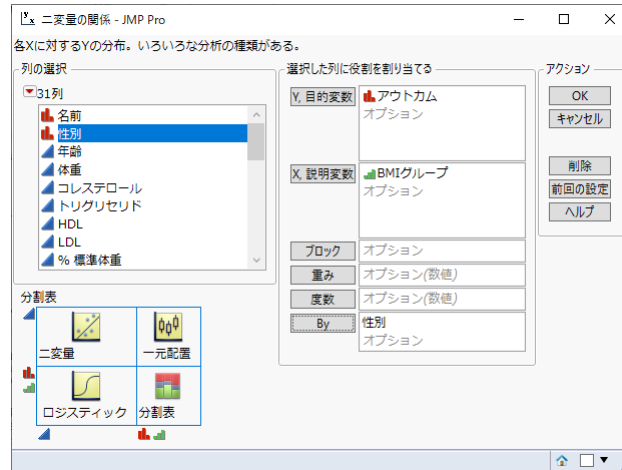 二変量の関係 - JMP Pro
各Xに対するYの分布。いろいろな分析の種類がある。
列の選択
31列
名前
性別
年齢
体重
コレステロール
トリグリセリド
HDL
LDL
% 標準体重
選択した列に役割を割り当てる
Y, 目的変数
アウトカム
オプション
X, 説明変数
BMIグループ
オプション
ブロック
オプション
重み
オプション(数値)
度数
オプション(数値)
By
性別
オプション
アクション
OK
キャンセル
削除
前回の設定
ヘルプ
分割表
二変量
一元配置
ロジスティック
分割表